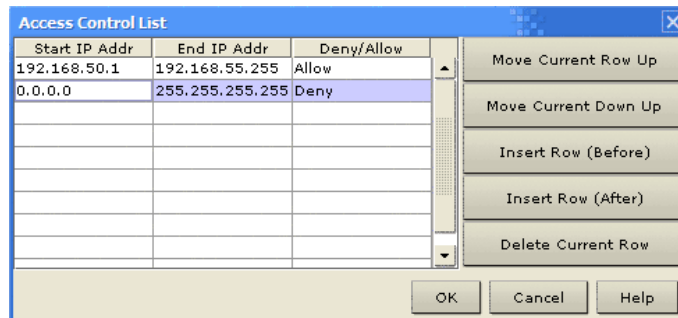 Access Control List
Start IP Addr End IP Addr Deny/Allow
192.168.50.1 192.168.55.255 Allow
0.0.0.0 255.255.255.255 Deny
Move Current Row Up
Move Current Down Up
Insert Row (Before)
Insert Row (After)
Delete Current Row
OK Cancel Help